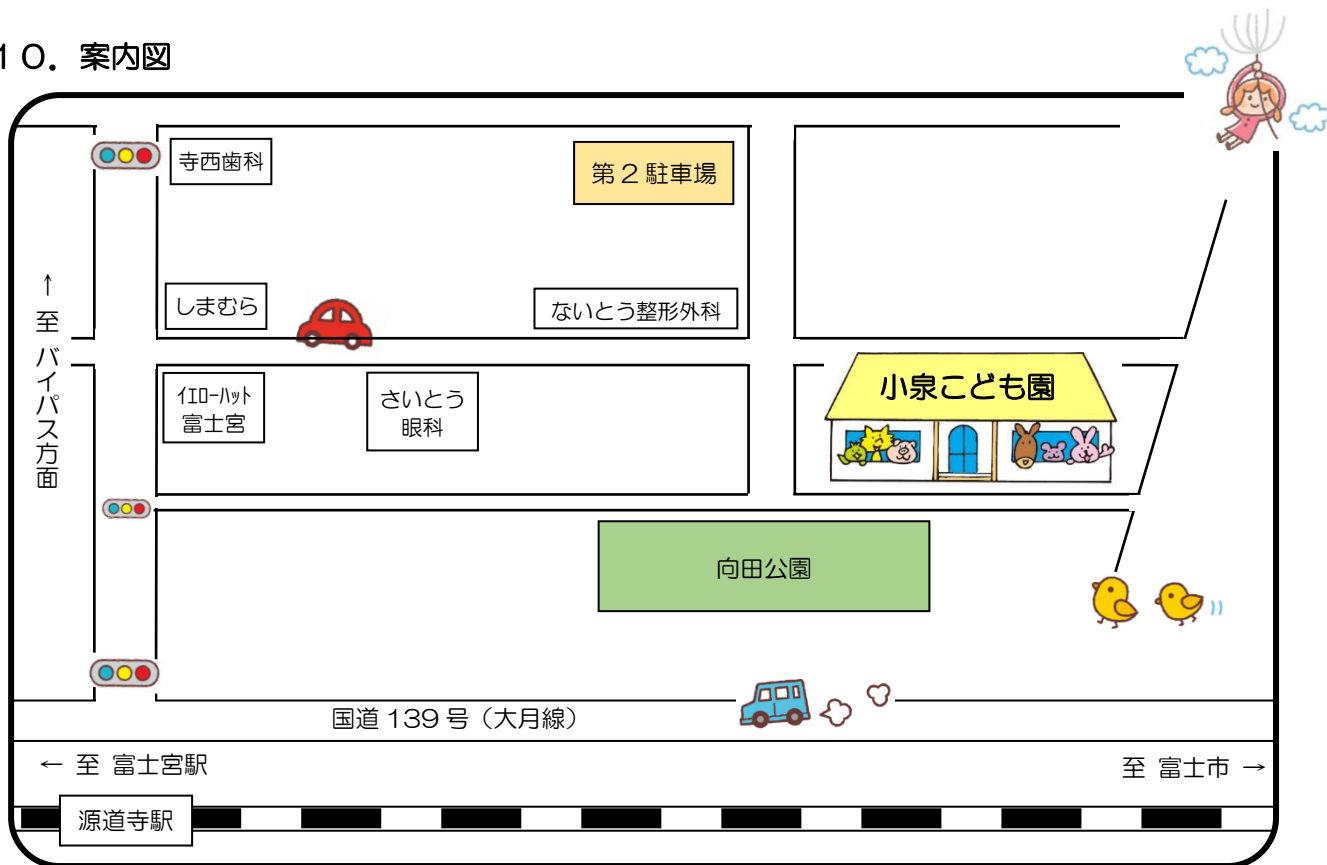 10. 案内図
寺西歯科
第2駐車場
しまむら
ないとう整形外科
↑ 至 バイパス方面
ｲｴﾛｰﾊｯﾄ
富士宮
さいとう
眼科
小泉こども園
向田公園
国道139号（大月線）
← 至 富士宮駅
至 富士市 →
源道寺駅